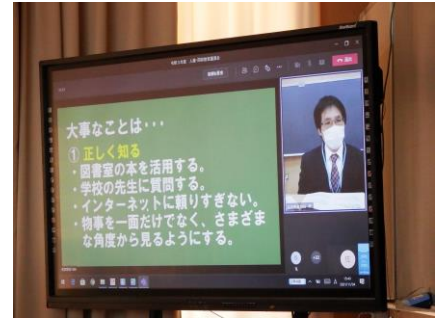 大事なことは・・・
① 正しく知る
・図書室の本を活用する。
・学校の先生に質問する。
・インターネットに頼りすぎない。
・物事を一面だけでなく、さまざま
な角度から見るようにする。